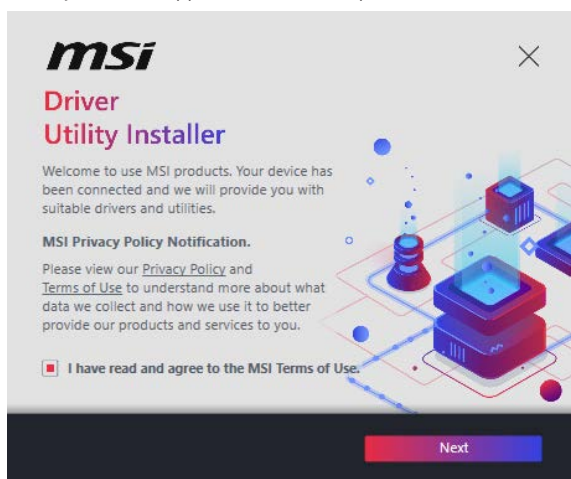 msi
Driver
Utility Installer
Welcome to use MSI products. Your device has
been connected and we will provide you with
suitable drivers and utilities.
MSI Privacy Policy Notification.
Please view our Privacy Policy and
Terms of Use to understand more about what
data we collect and how we use it to better
provide our products and services to you.
I have read and agree to the MSI Terms of Use.
Next